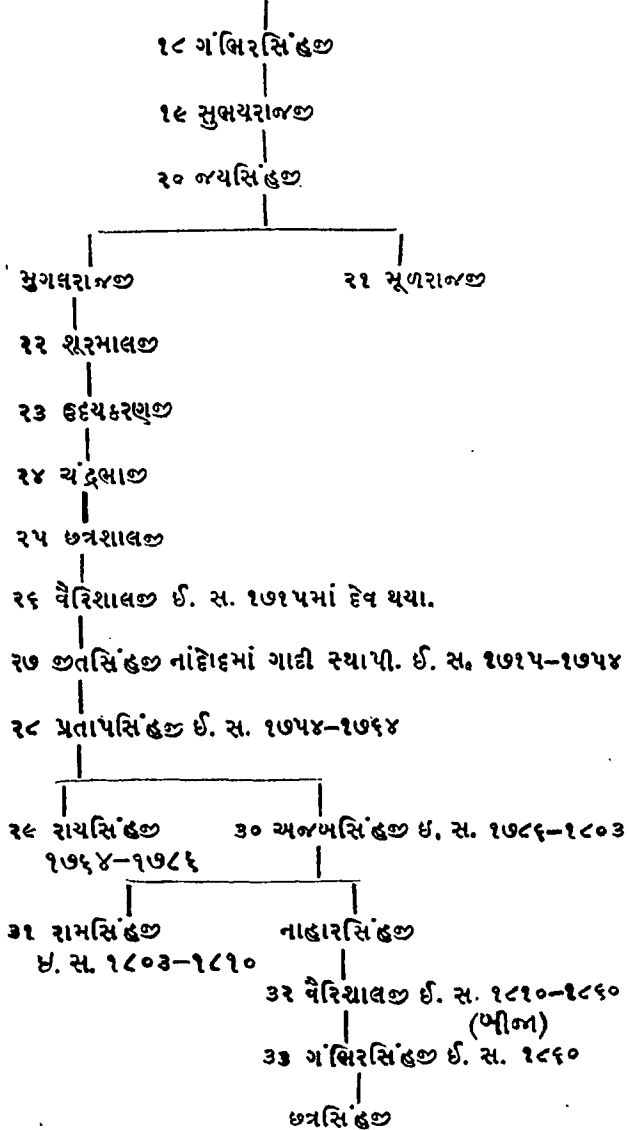 ૧૮ ગંભિરસિંહજી
૧૯ સુભયરાજજી
૨૦ જયસિંહજી
મુગલરાજજી ૨૧ મૂળરાજજી
૨૨ શૂરમાલજી
૨૩ ઉદયકરણજી
૨૪ ચંદ્રભાજી
૨૫ છત્રશાલજી
૨૬ વૈરિશાલજી ઈ. સ. ૧૭૧૫માં દેવ થયા.
૨૭ જીતસિંહજી નાંદોદમાં ગાદી સ્થાપી. ઈ. સ. ૧૭૧૫–૧૭૫૪
૨૮ પ્રતાપસિંહજી ઈ. સ. ૧૭૫૪–૧૭૬૪
૨૯ રાયસિંહજી ૩૦ અજબસિંહજી ઇ. સ. ૧૭૮૬–૧૮૦૩
૧૭૬૪–૧૭૮૬
૩૧ રામસિંહજી નાહારસિંહજી
ઇ. સ. ૧૮૦૩–૧૮૧૦
૩૨ વૈરિશાલજી ઈ. સ. ૧૮૧૦–૧૮૬૦
(બીજા)
૩૩ ગંભિરસિંહજી ઈ. સ. ૧૮૬૦
છત્રસિંહજી